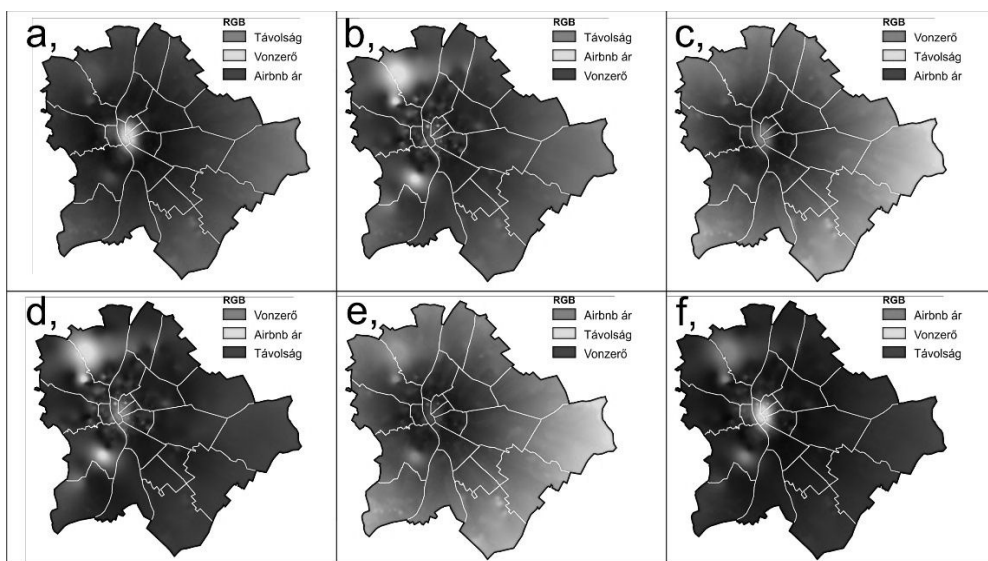 a,
RGB
Távolság
Vonzerő
Airbnb ár
b,
RGB
Távolság
Airbnb ár
Vonzerő
c,
RGB
Vonzerő
Távolság
Airbnb ár
d,
RGB
Vonzerő
Airbnb ár
Távolság
e,
RGB
Airbnb ár
Távolság
Vonzerő
f,
RGB
Airbnb ár
Vonzerő
Távolság